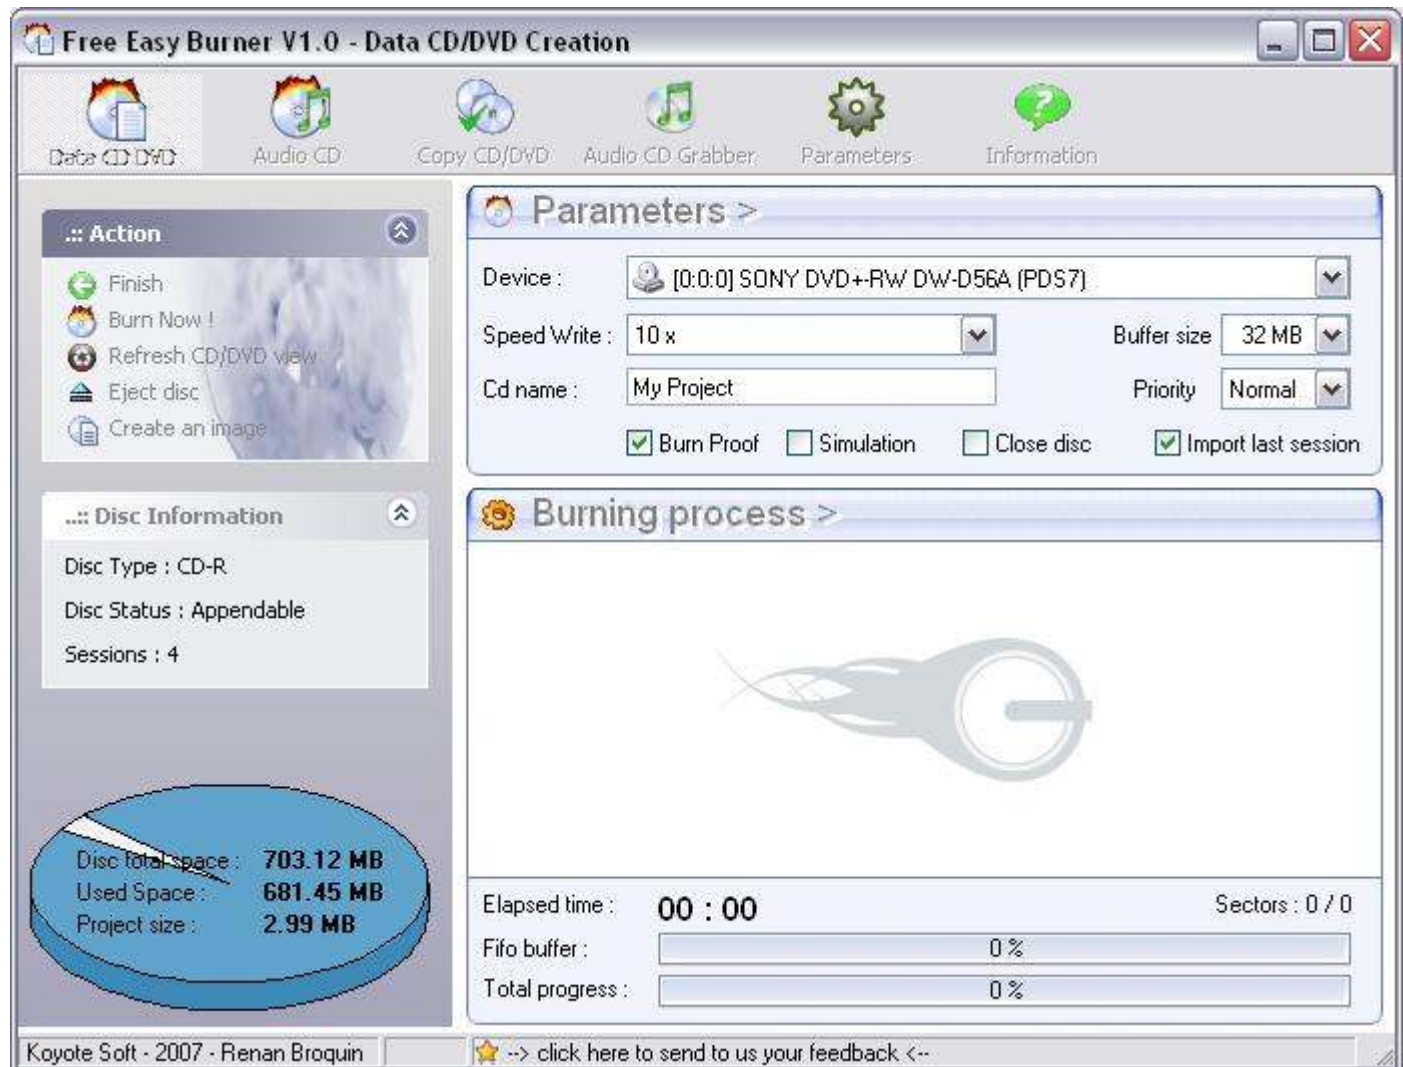 Free Easy Burner V1.0 - Data CD/DVD Creation
Data CD DVD
Audio CD
Copy CD/DVD
Audio CD Grabber
Parameters
Information
.:: Action
Finish
Burn Now !
Refresh CD/DVD view
Eject disc
Create an image
..:: Disc Information
Disc Type : CD-R
Disc Status : Appendable
Sessions : 4
Disc total space : 703.12 MB
Used Space : 681.45 MB
Project size : 2.99 MB
Parameters >
Device : [0:0:0] SONY DVD+-RW DW-D56A (PDS7)
Speed Write : 10 x Buffer size 32 MB
Cd name : My Project Priority Normal
Burn Proof Simulation Close disc Import last session
Burning process >
Elapsed time : 00 : 00 Sectors : 0 / 0
Fifo buffer : 0 %
Total progress : 0 %
Koyote Soft - 2007 - Renan Broquin
--> click here to send to us your feedback <--